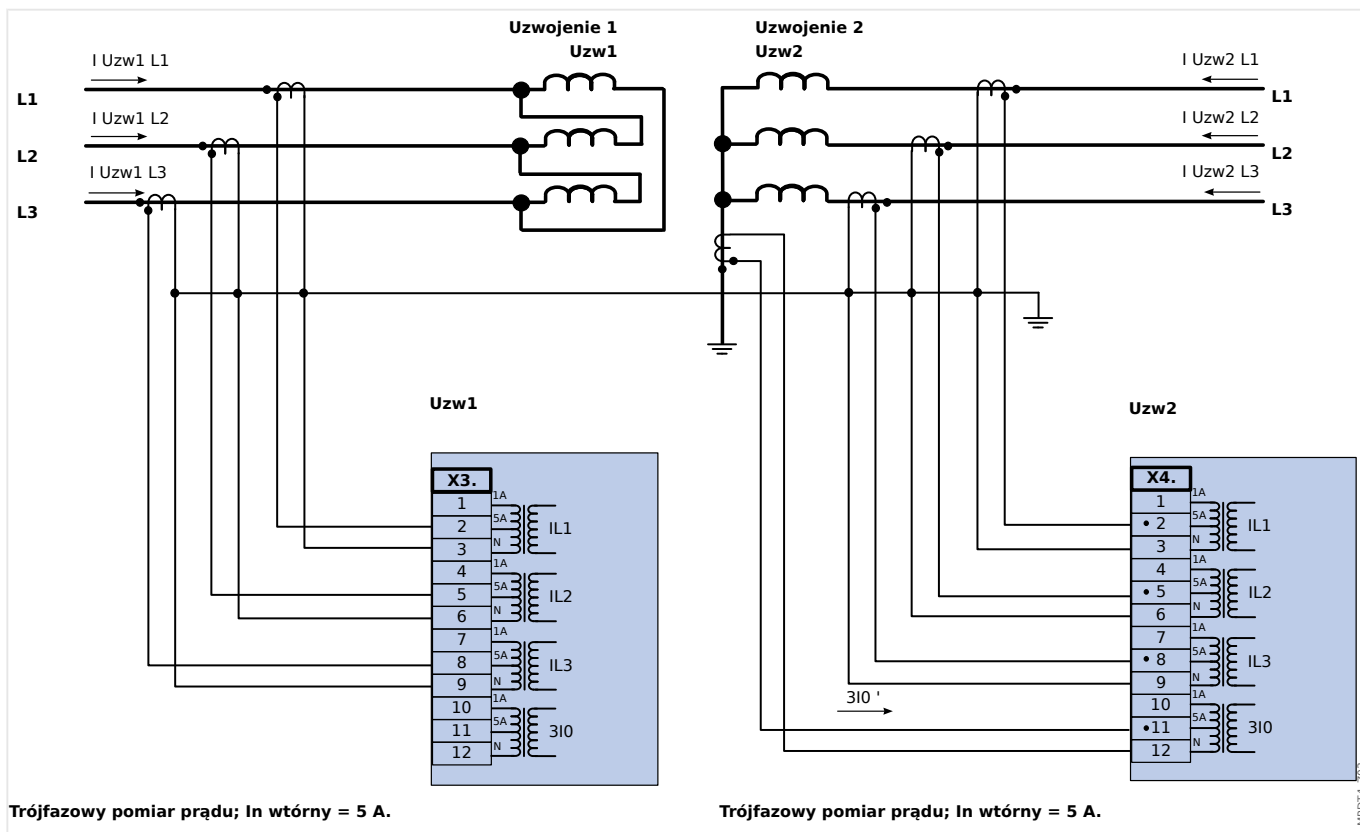 Uzwojenie 1
Uzw1
Uzwojenie 2
Uzw2
I Uzw1 L1
L1
I Uzw1 L2
L2
I Uzw1 L3
L3
I Uzw2 L1
L1
I Uzw2 L2
L2
I Uzw2 L3
L3
Uzw1
X3.
1
2
3
4
5
6
7
8
9
10
11
12
1A
5A
N
IL1
1A
5A
N
IL2
1A
5A
N
IL3
1A
5A
N
3I0
3I0 '
Uzw2
X4.
1
2
3
4
5
6
7
8
9
10
11
12
1A
5A
N
IL1
1A
5A
N
IL2
1A
5A
N
IL3
1A
5A
N
3I0
Trójfazowy pomiar prądu; In wtórny = 5 A.
Trójfazowy pomiar prądu; In wtórny = 5 A.